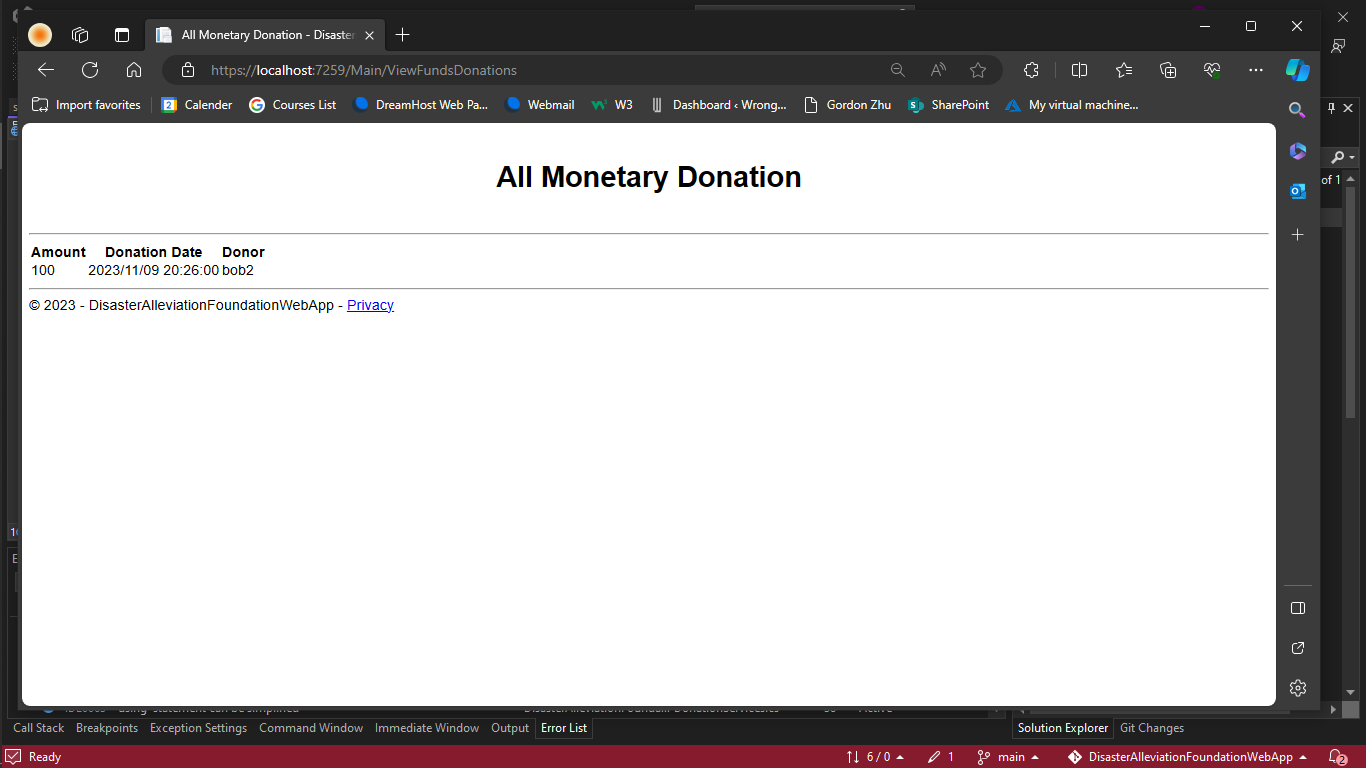 All Monetary Donation - Disaster
https://localhost:7259/Main/ViewFundsDonations
Import favorites
2 Calender
Courses List
DreamHost Web Pa...
Webmail
W3
Dashboard ‹ Wrong...
Gordon Zhu
SharePoint
My virtual machine...
of 1
All Monetary Donation
Amount Donation Date Donor
100 2023/11/09 20:26:00 bob2
© 2023 - DisasterAlleviationFoundationWebApp - Privacy
Call Stack Breakpoints Exception Settings Command Window Immediate Window Output Error List
Solution Explorer Git Changes
Ready
6 / 0
1
main
DisasterAlleviationFoundationWebApp
2